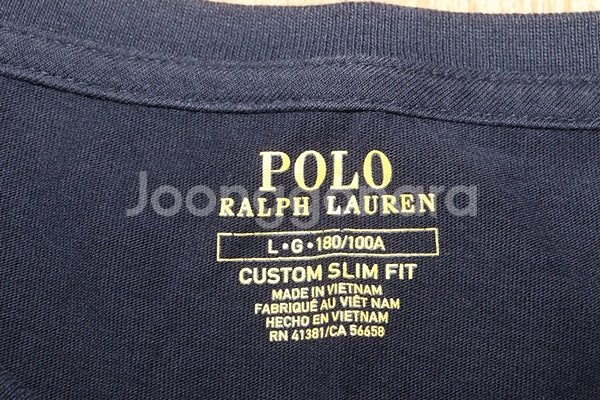 POLO
RALPH LAUREN
L•G•180/100A
CUSTOM SLIM FIT
MADE IN VIETNAM
FABRIQUÉ AU VIÊT NAM
HECHO EN VIETNAM
RN 41381/CA 56658
Joonggonara